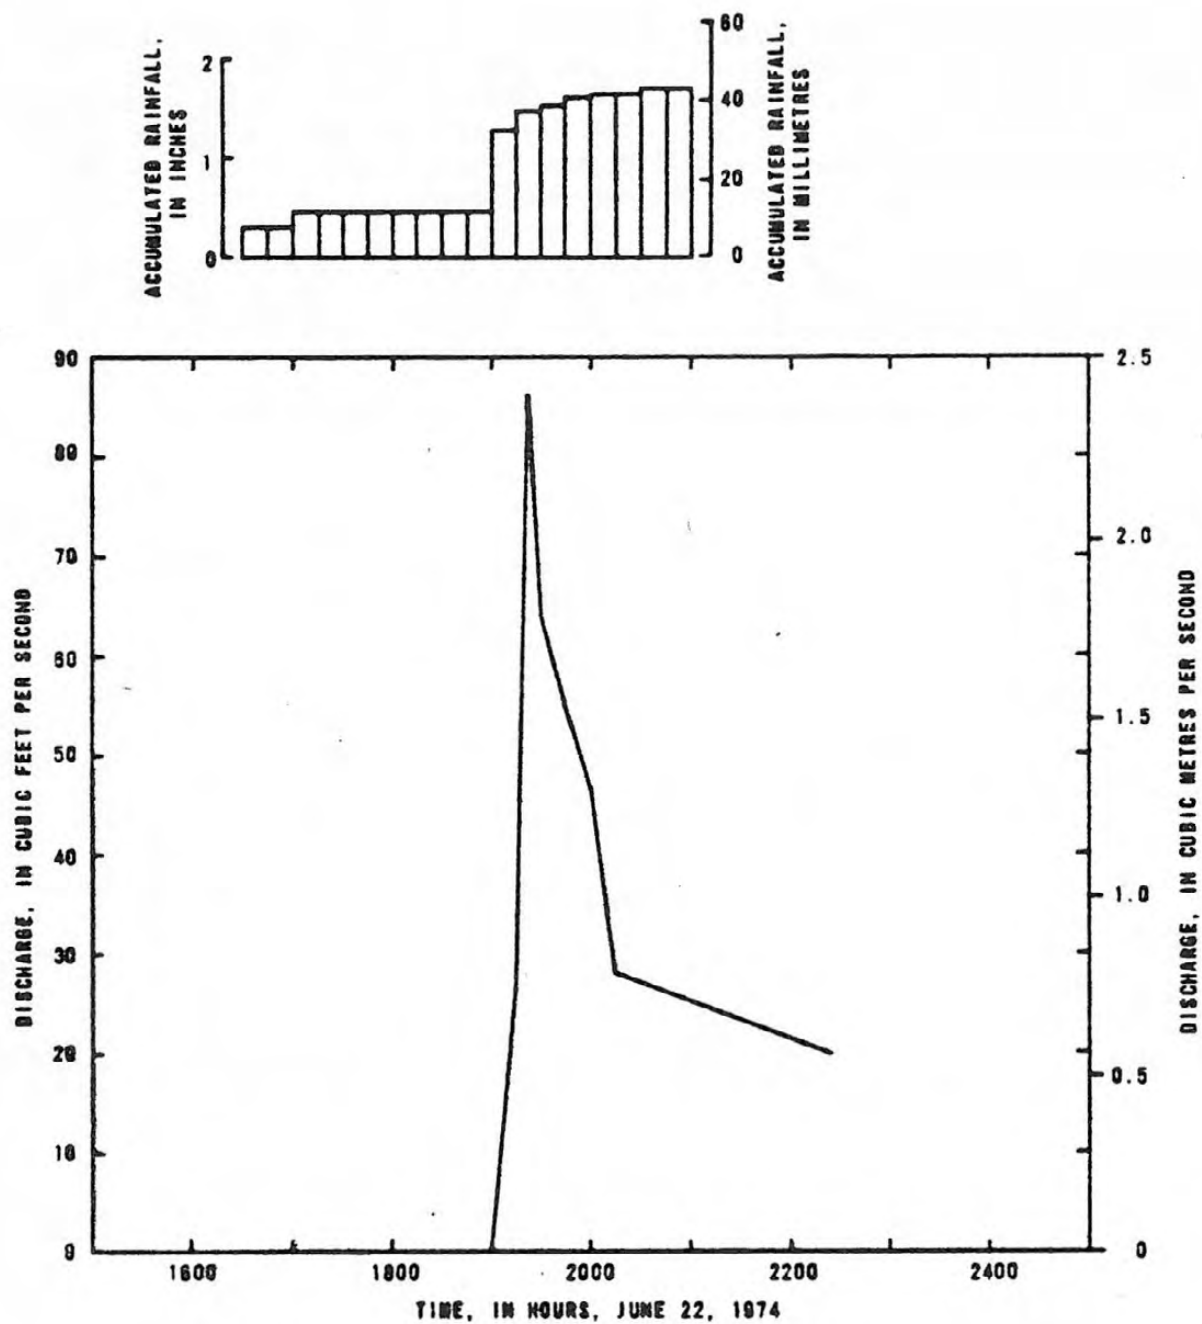 ACCUMULATED RAINFALL,
IN INCHES
2
1
0
60
40
20
0
ACCUMULATED RAINFALL,
IN MILLIMETRES
DISCHARGE, IN CUBIC FEET PER SECOND
90
80
70
60
50
40
30
20
10
0
2.5
2.0
1.5
1.0
0.5
0
DISCHARGE, IN CUBIC METRES PER SECOND
1600 1800 2000 2200 2400
TIME, IN HOURS, JUNE 22, 1974